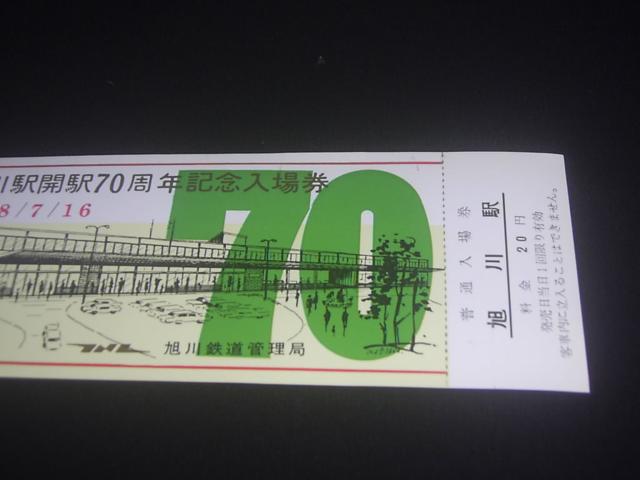 川駅開駅70周年記念入場券
8/7/16
70
JNR
旭川鉄道管理局
普通入場券
旭川駅
料金 20円
発売日当日1回限り有効
客車内に立入ることはできません。